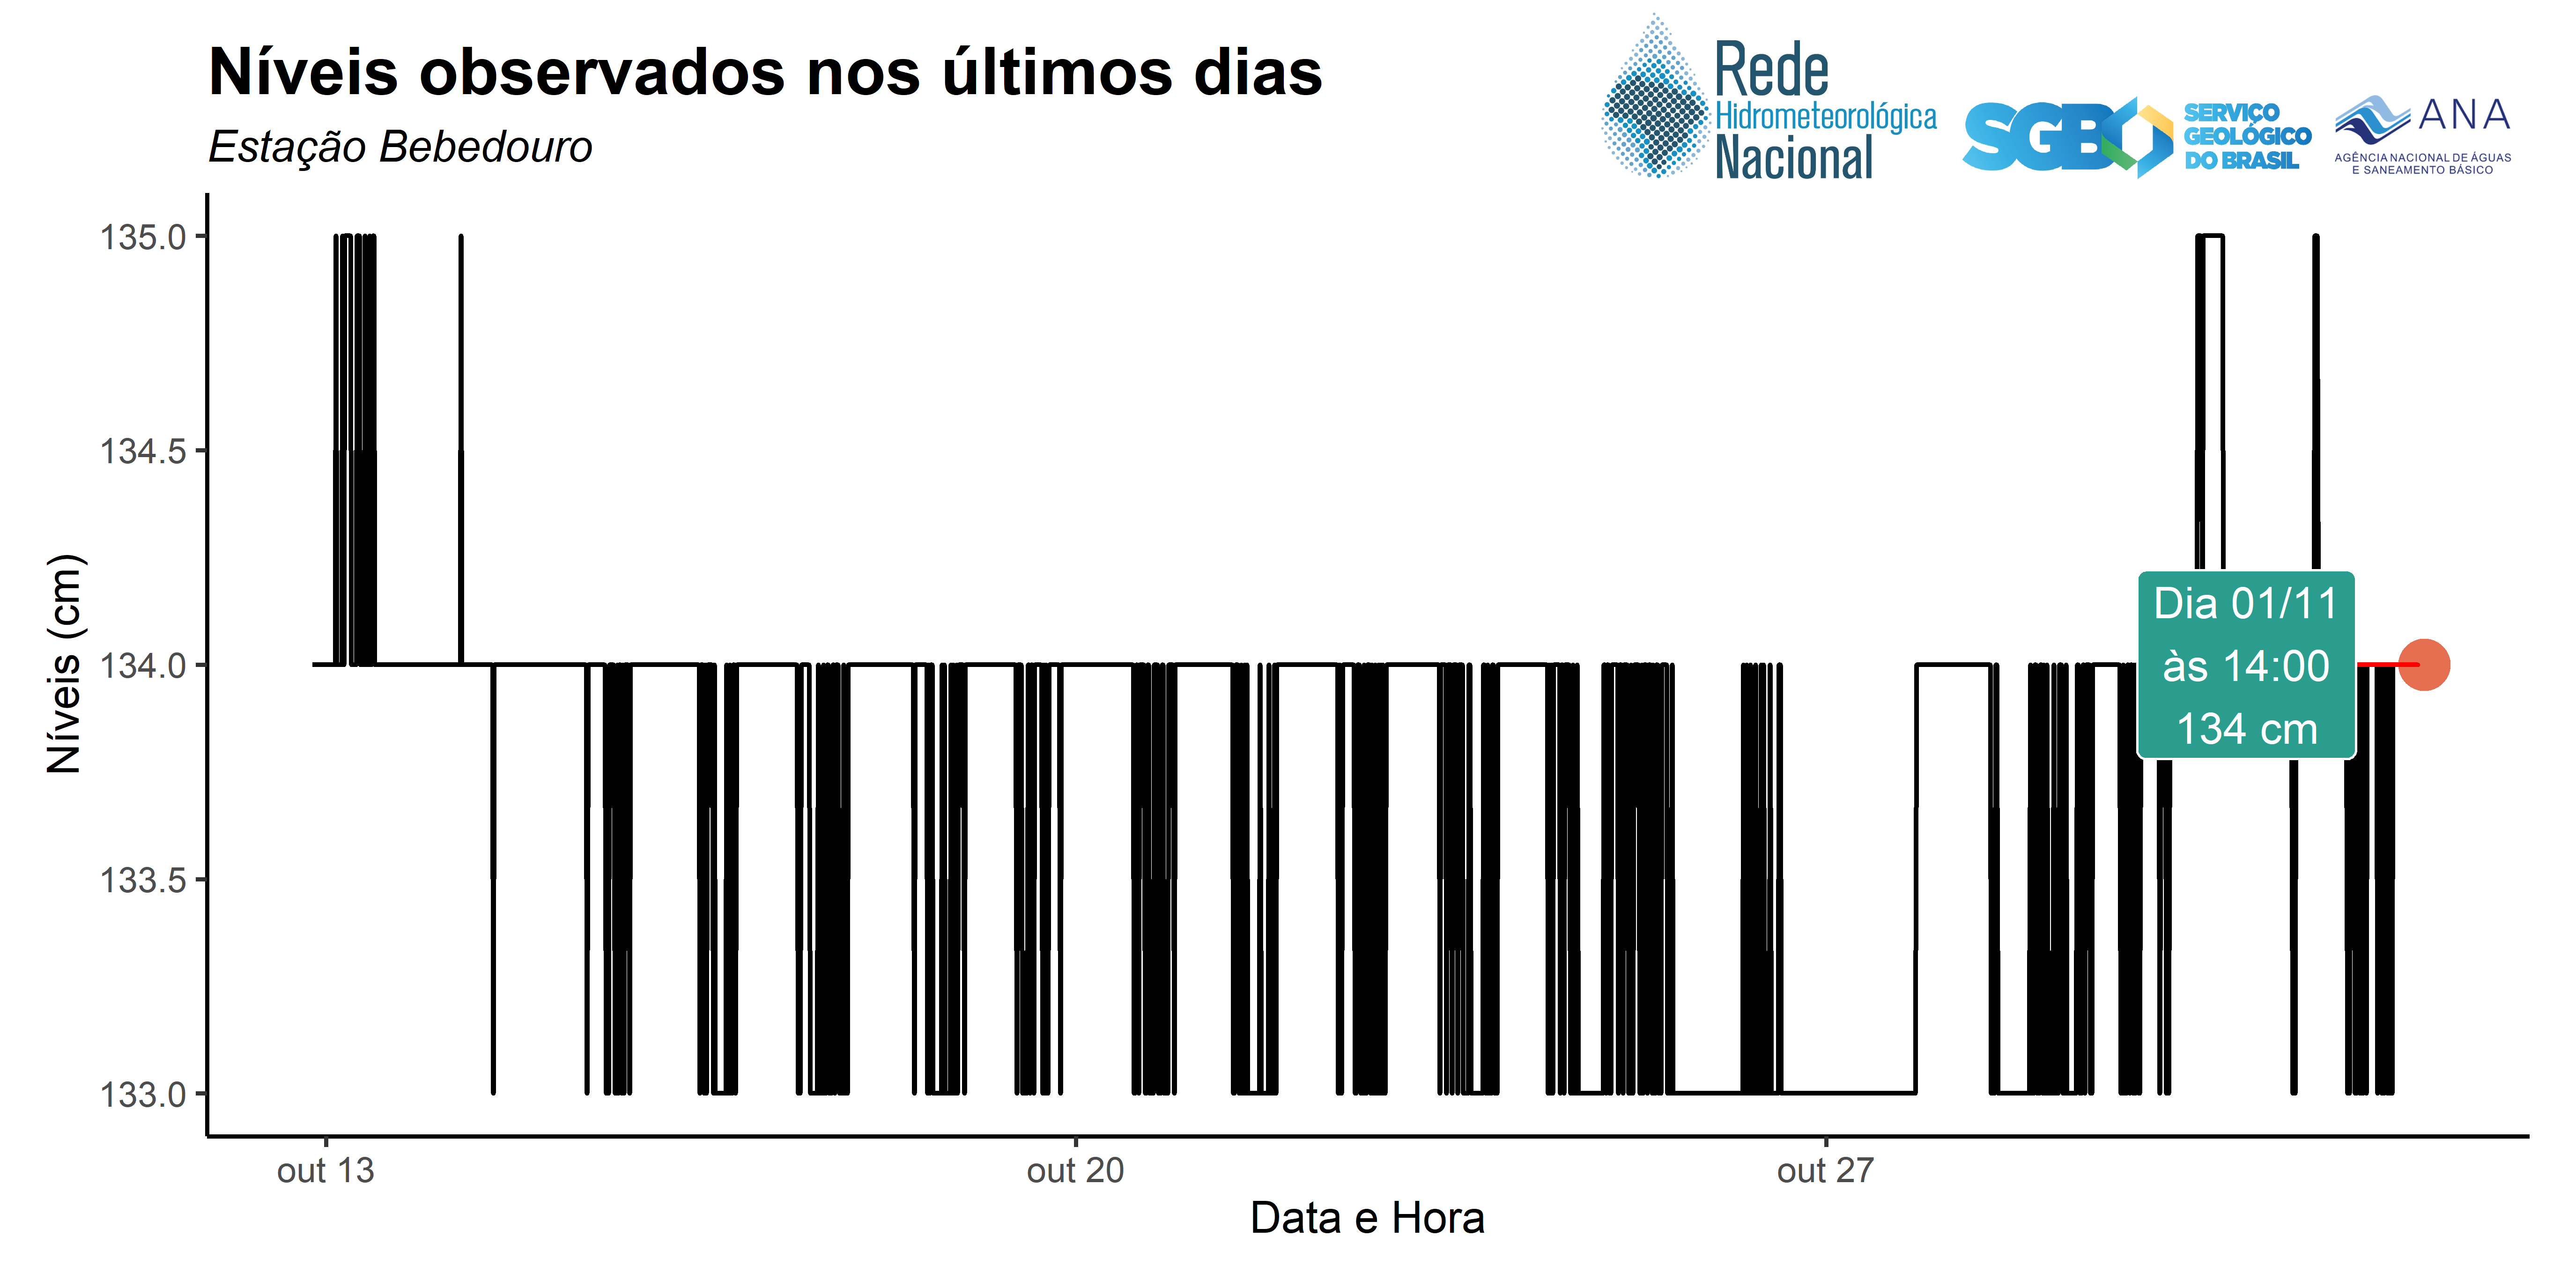 Níveis observados nos últimos dias
Estação Bebedouro
Rede
Hidrometeorológica
Nacional
SGB
SERVIÇO
GEOLÓGICO
DO BRASIL
ANA
AGÊNCIA NACIONAL DE ÁGUAS
E SANEAMENTO BÁSICO
Níveis (cm)
135.0
134.5
134.0
133.5
133.0
Dia 01/11
às 14:00
134 cm
out 13
out 20
out 27
Data e Hora